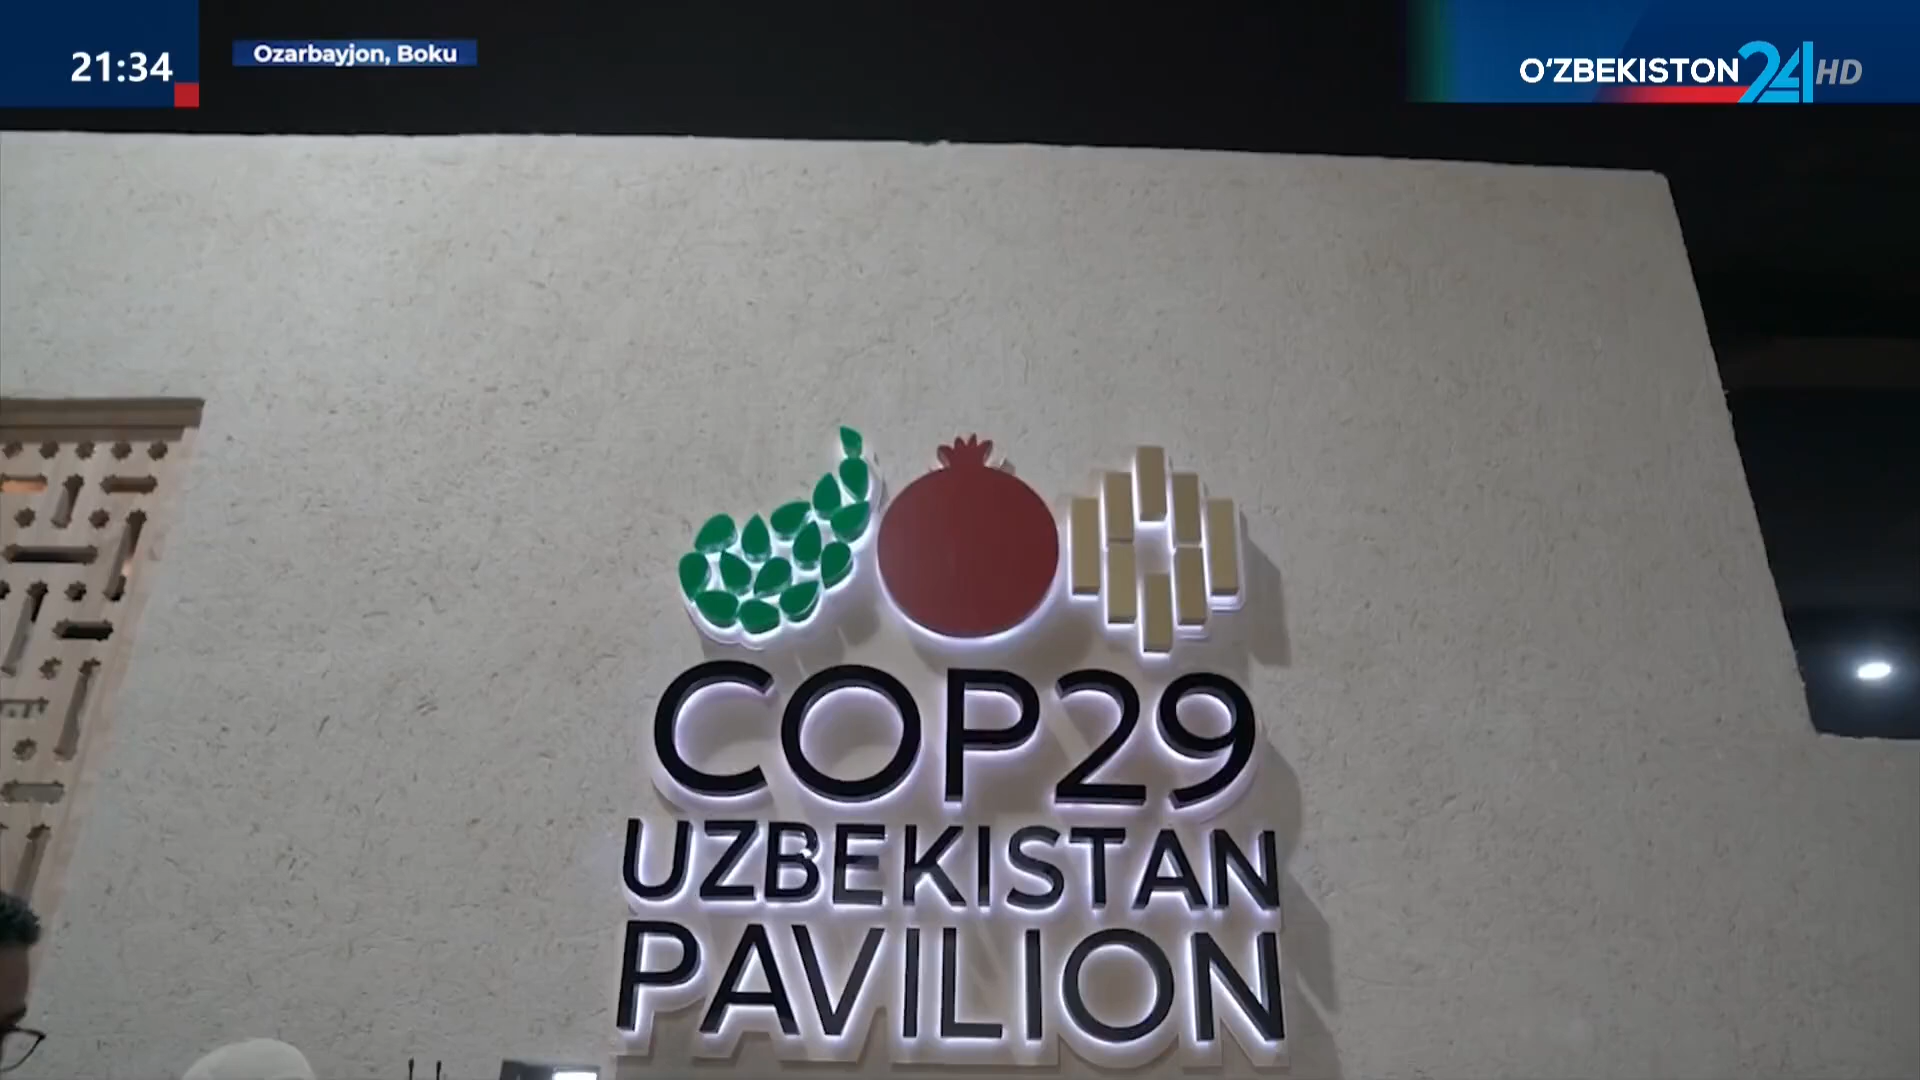 21:34
Ozarbayjon, Boku
O‘ZBEKISTON 24 HD
COP29
UZBEKISTAN
PAVILION